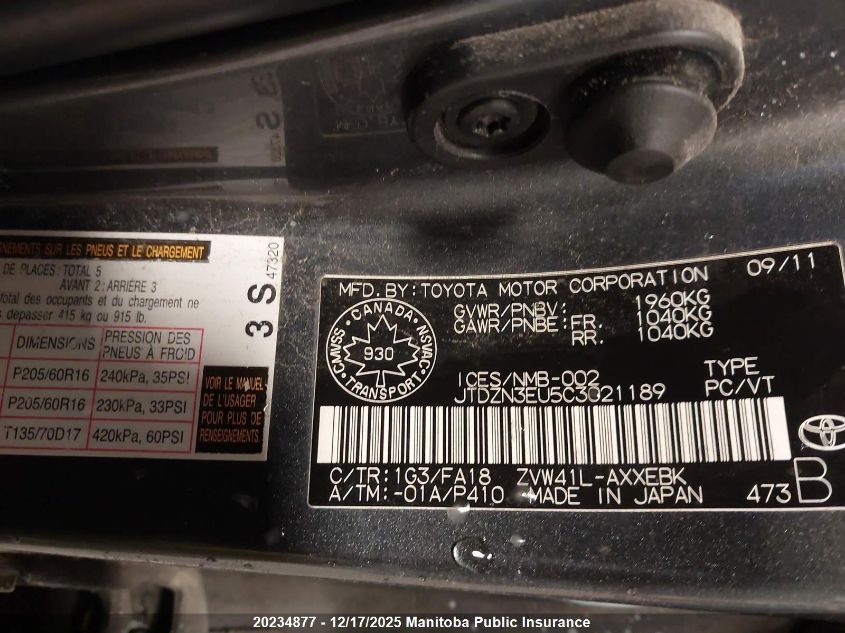 GNEMENTS SUR LES PNEUS ET LE CHARGEMENT
DE PLACES: TOTAL 5
AVANT 2: ARRIÈRE 3
total des occupants et du chargement ne
dépasser 415 kg ou 915 lb.
DIMENSIONS PRESSION DES PNEUS À FROID
P205/60R16 240kPa, 35PSI
P205/60R16 230kPa, 33PSI
T135/70D17 420kPa, 60PSI
VOIR LE MANUEL
DE L'USAGER
POUR PLUS DE
RENSEIGNEMENTS.
3 S 47320
MFD.BY:TOYOTA MOTOR CORPORATION 09/11
GVWR/PNBV: 1960KG
GAWR/PNBE: FR. 1040KG
RR. 1040KG
CANADA
CMVSS NSVAC
930
TRANSPORT
ICES/NMB-002 TYPE
JTDZN3EU5C3021189 PC/VT
C/TR:1G3/FA18 ZVW41L-AXXEBK
A/TM:-01A/P410 MADE IN JAPAN 473B
20234877 - 12/17/2025 Manitoba Public Insurance